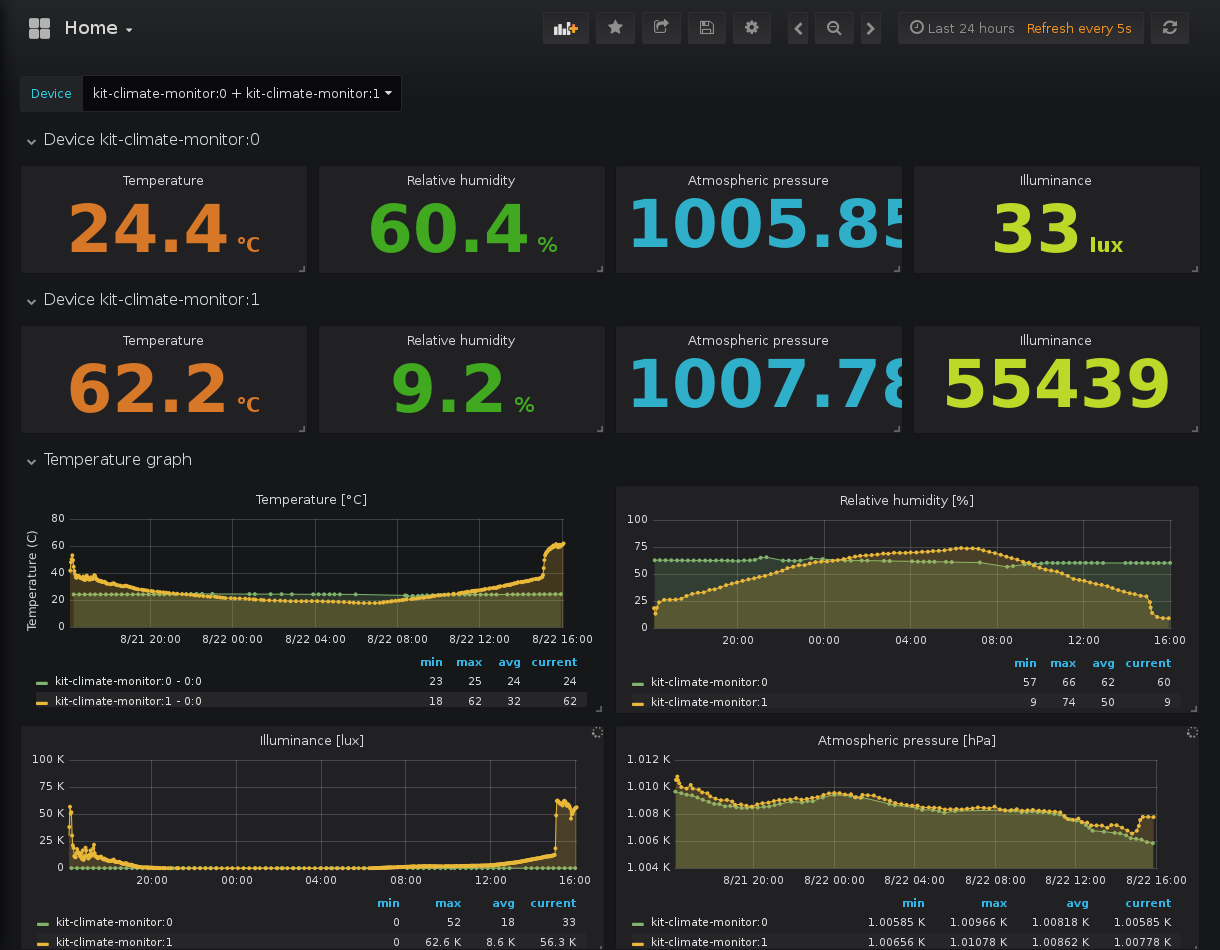 Home
Last 24 hours Refresh every 5s
Device kit-climate-monitor:0 + kit-climate-monitor:1
Device kit-climate-monitor:0
Temperature Relative humidity Atmospheric pressure Illuminance
24.4 °C 60.4 % 1005.85 33 lux
Device kit-climate-monitor:1
Temperature Relative humidity Atmospheric pressure Illuminance
62.2 °C 9.2 % 1007.78 55439
Temperature graph
Temperature [°C]
Temperature (C)
80
60
40
20
0
8/21 20:00 8/22 00:00 8/22 04:00 8/22 08:00 8/22 12:00 8/22 16:00
min max avg current
kit-climate-monitor:0 - 0:0 23 25 24 24
kit-climate-monitor:1 - 0:0 18 62 32 62
Relative humidity [%]
100
75
50
25
0
20:00 00:00 04:00 08:00 12:00 16:00
min max avg current
kit-climate-monitor:0 57 66 62 60
kit-climate-monitor:1 9 74 50 9
Illuminance [lux]
100 K
75 K
50 K
25 K
0
20:00 00:00 04:00 08:00 12:00 16:00
min max avg current
kit-climate-monitor:0 0 52 18 33
kit-climate-monitor:1 0 62.6 K 8.6 K 56.3 K
Atmospheric pressure [hPa]
1.012 K
1.010 K
1.008 K
1.006 K
1.004 K
8/21 20:00 8/22 00:00 8/22 04:00 8/22 08:00 8/22 12:00 8/22 16:00
min max avg current
kit-climate-monitor:0 1.00585 K 1.00966 K 1.00818 K 1.00585 K
kit-climate-monitor:1 1.00656 K 1.01078 K 1.00862 K 1.00778 K